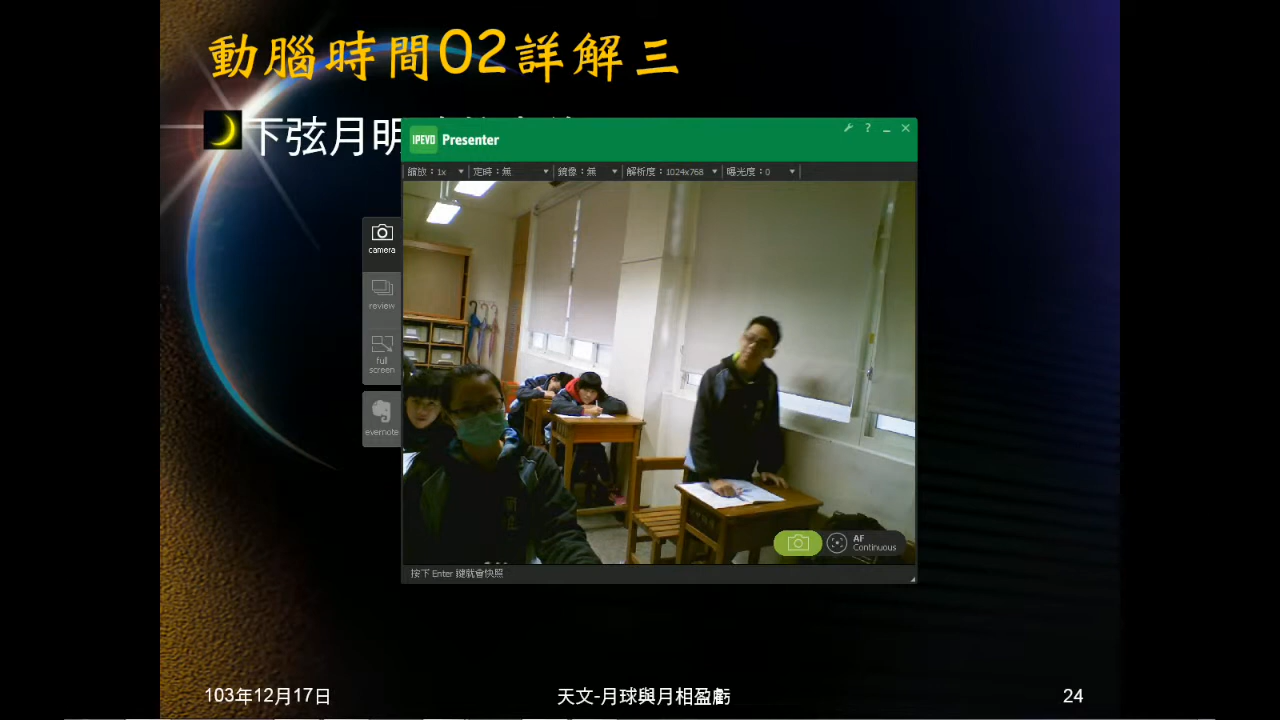 動腦時間02詳解三
下弦月明
IPEVO Presenter
?
縮放：1x 定時：無 鏡像：無 解析度：1024x768 曝光度：0
camera
review
full
screen
evernote
AF
Continuous
按下 Enter 鍵就會快照
103年12月17日 天文-月球與月相盈虧 24